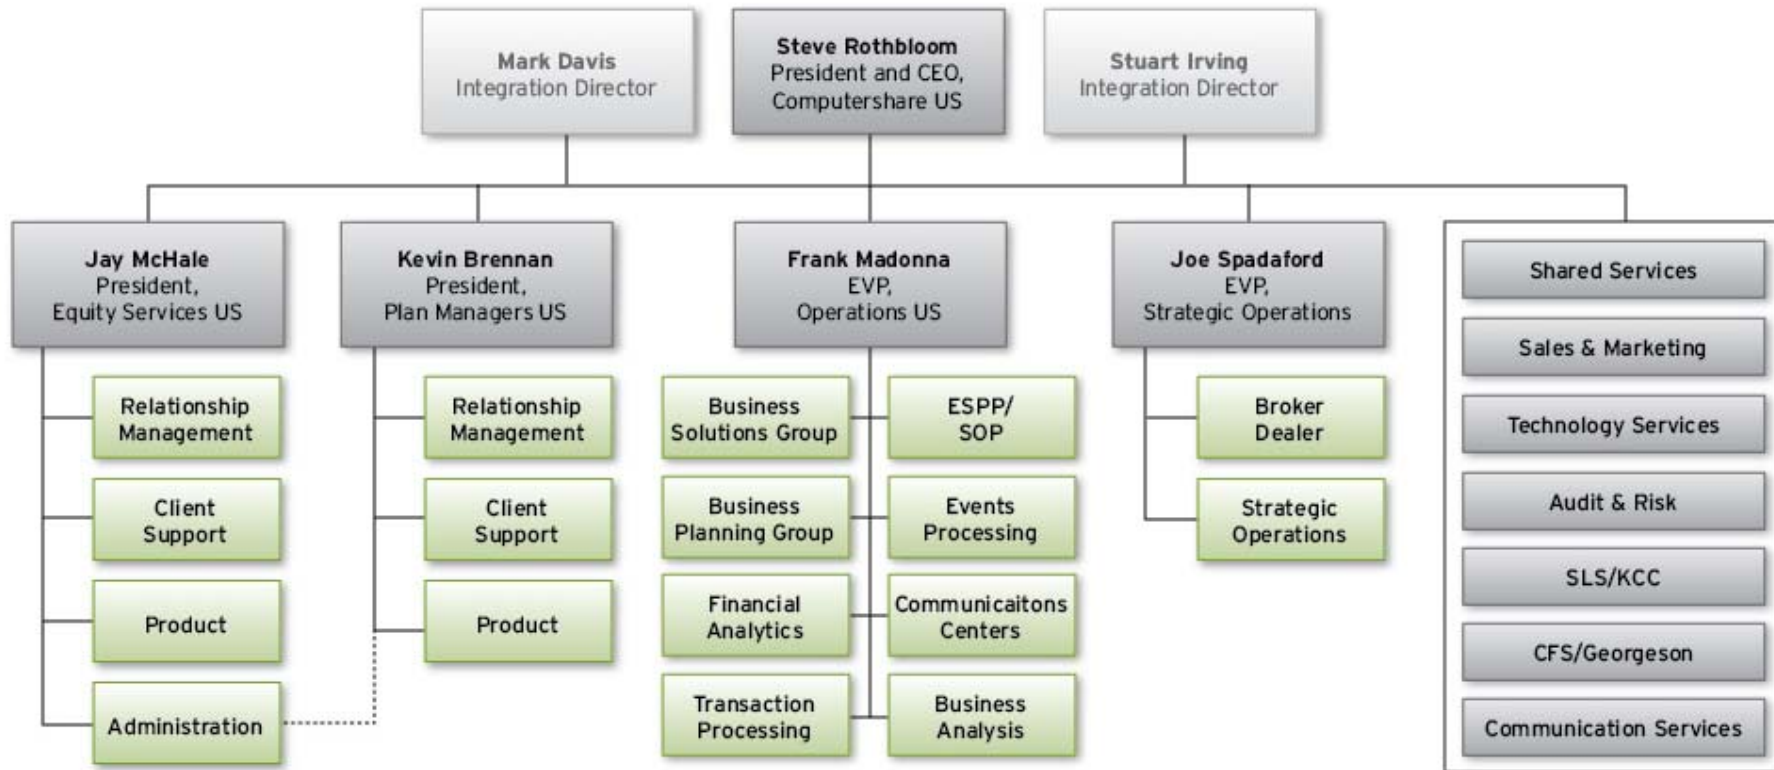 Mark Davis
Integration Director
Steve Rothbloom
President and CEO,
Computershare US
Stuart Irving
Integration Director
Jay McHale
President,
Equity Services US
Kevin Brennan
President,
Plan Managers US
Frank Madonna
EVP,
Operations US
Joe Spadaford
EVP,
Strategic Operations
Relationship
Management
Client
Support
Product
Administration
Relationship
Management
Client
Support
Product
Business
Solutions Group
ESPP/
SOP
Business
Planning Group
Events
Processing
Financial
Analytics
Communicaitons
Centers
Transaction
Processing
Business
Analysis
Broker
Dealer
Strategic
Operations
Shared Services
Sales & Marketing
Technology Services
Audit & Risk
SLS/KCC
CFS/Georgeson
Communication Services